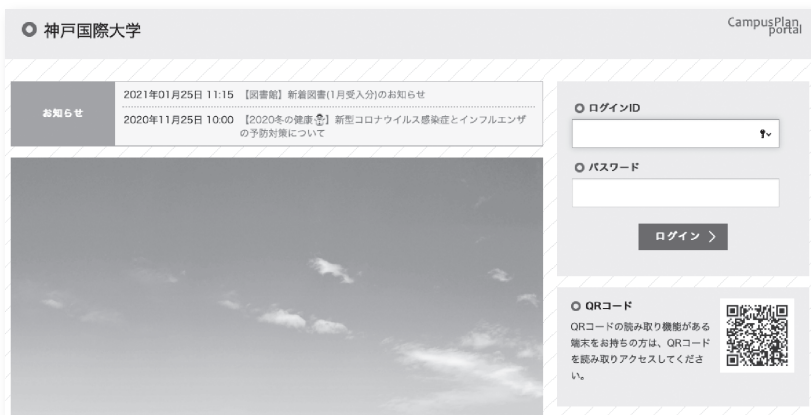 神戸国際大学
CampusPlan
portal
お知らせ
2021年01月25日 11:15 【図書館】新着図書(1月受入分)のお知らせ
2020年11月25日 10:00 【2020冬の健康⛄】新型コロナウイルス感染症とインフルエンザ
の予防対策について
ログインID
パスワード
ログイン
QRコード
QRコードの読み取り機能がある
端末をお持ちの方は、QRコード
を読み取りアクセスしてくださ
い。